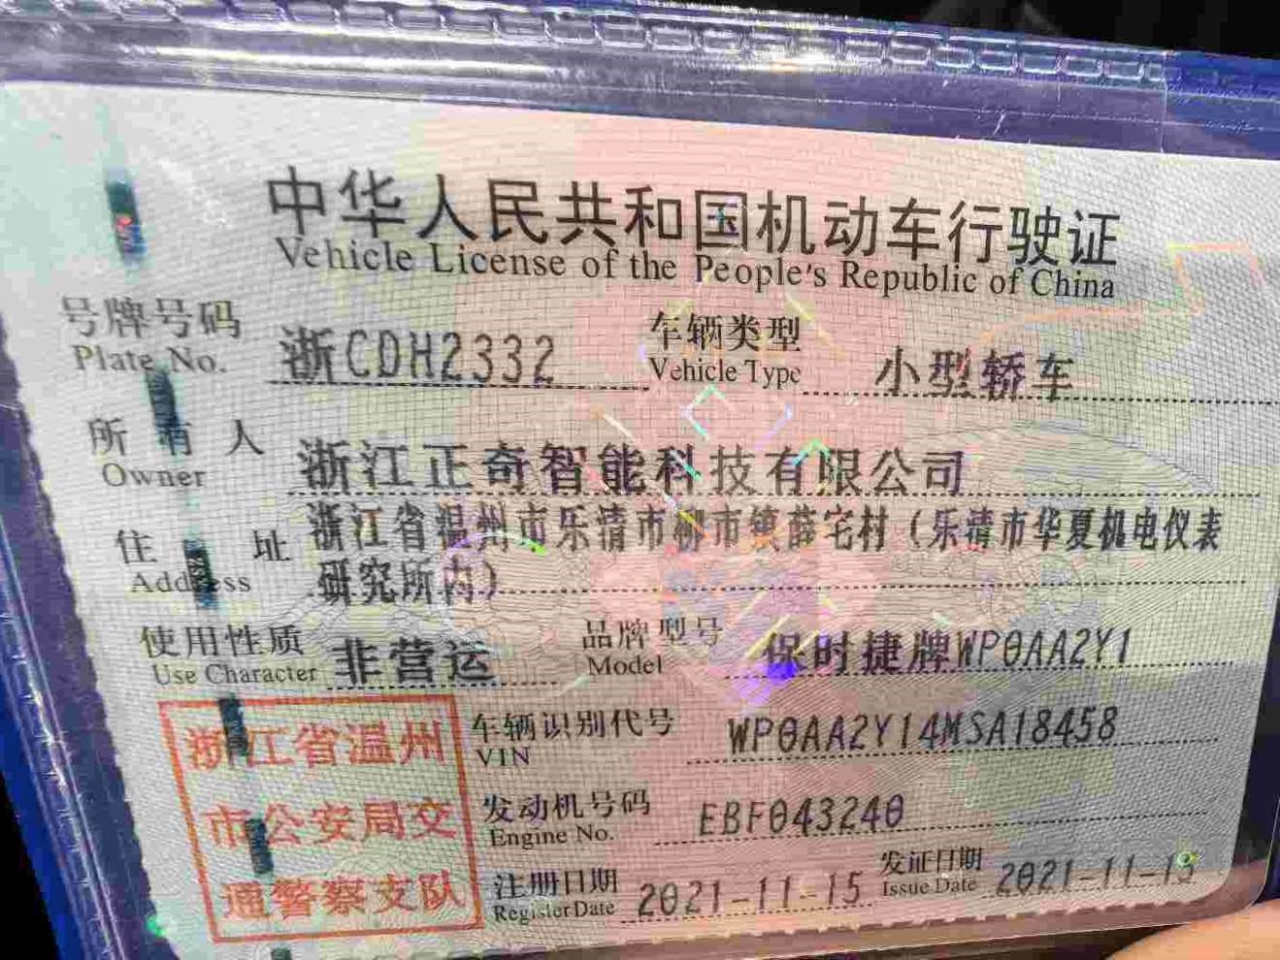 中华人民共和国机动车行驶证
Vehicle License of the People's Republic of China
号牌号码 浙CDH2332 车辆类型 小型轿车
Plate No. Vehicle Type
所有人 浙江正奇智能科技有限公司
Owner
住址 浙江省温州市乐清市柳市镇薛宅村（乐清市华夏机电仪表
Address 研究所内）
使用性质 非营运 品牌型号 保时捷牌WP0AA2Y1
Use Character Model
浙江省温州 车辆识别代号 WP0AA2Y14MSA18458
VIN
市公安局交 发动机号码 EBF043240
Engine No.
通警察支队 注册日期 2021-11-15 发证日期 2021-11-15
Register Date Issue Date